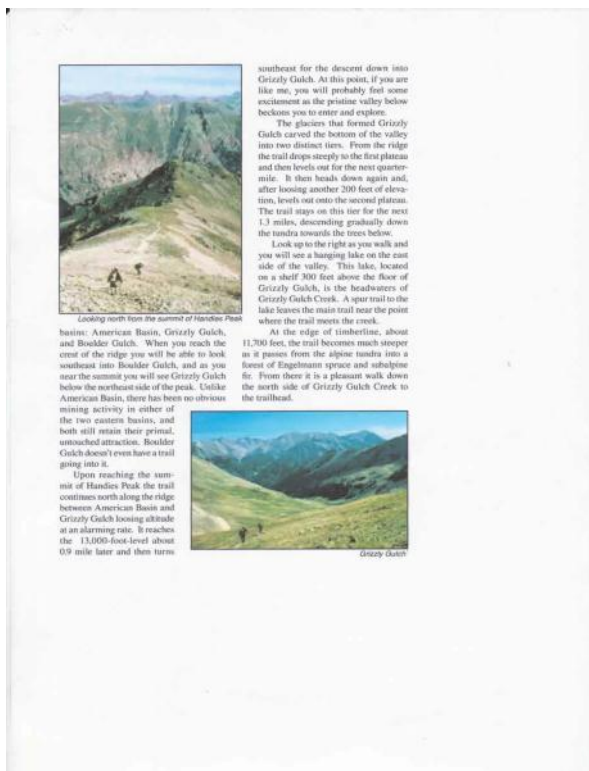 Looking north from the summit of Handies Peak
basins: American Basin, Grizzly Gulch,
and Boulder Gulch. When you reach the
crest of the ridge you will be able to look
southeast into Boulder Gulch, and as you
near the summit you will see Grizzly Gulch
below the northeast side of the peak. Unlike
American Basin, there has been no obvious
mining activity in either of
the two eastern basins, and
both still retain their primal,
untouched attraction. Boulder
Gulch doesn't even have a trail
going into it.
Upon reaching the sum-
mit of Handies Peak the trail
continues north along the ridge
between American Basin and
Grizzly Gulch loosing altitude
at an alarming rate. It reaches
the 13,000-foot-level about
0.9 mile later and then turns
southeast for the descent down into
Grizzly Gulch. At this point, if you are
like me, you will probably feel some
excitement as the pristine valley below
beckons you to enter and explore.
The glaciers that formed Grizzly
Gulch carved the bottom of the valley
into two distinct tiers. From the ridge
the trail drops steeply to the first plateau
and then levels out for the next quarter-
mile. It then heads down again and,
after loosing another 200 feet of eleva-
tion, levels out onto the second plateau.
The trail stays on this tier for the next
1.3 miles, descending gradually down
the tundra towards the trees below.
Look up to the right as you walk and
you will see a hanging lake on the east
side of the valley. This lake, located
on a shelf 300 feet above the floor of
Grizzly Gulch, is the headwaters of
Grizzly Gulch Creek. A spur trail to the
lake leaves the main trail near the point
where the trail meets the creek.
At the edge of timberline, about
11,700 feet, the trail becomes much steeper
as it passes from the alpine tundra into a
forest of Engelmann spruce and subalpine
fir. From there it is a pleasant walk down
the north side of Grizzly Gulch Creek to
the trailhead.
Grizzly Gulch